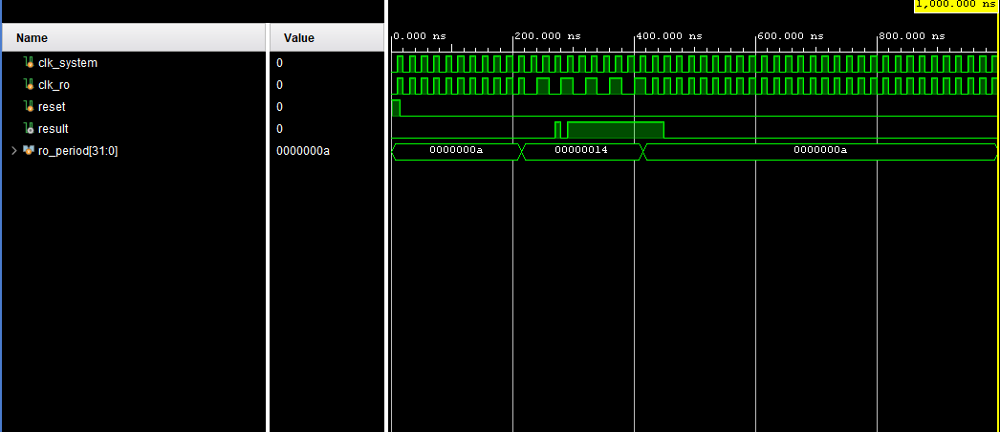 1,000.000 ns
Name Value
0.000 ns 200.000 ns 400.000 ns 600.000 ns 800.000 ns
clk_system 0
clk_ro 0
reset 0
result 0
ro_period[31:0] 0000000a 0000000a 00000014 0000000a